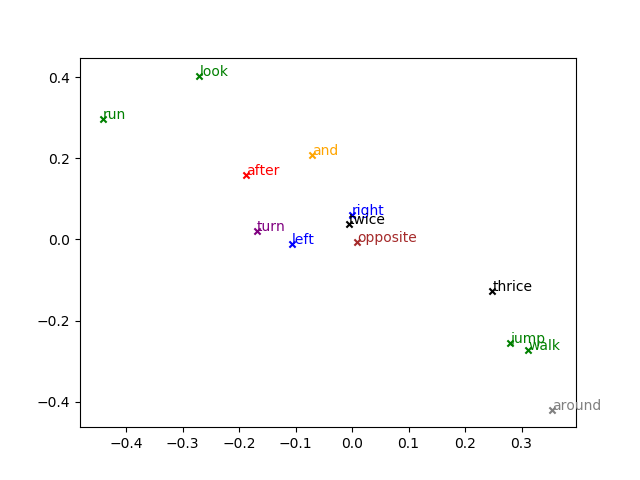 look
run
and
after
right
twice
turn
left
opposite
thrice
jump
walk
around
0.4
0.2
0.0
−0.2
−0.4
−0.4 −0.3 −0.2 −0.1 0.0 0.1 0.2 0.3